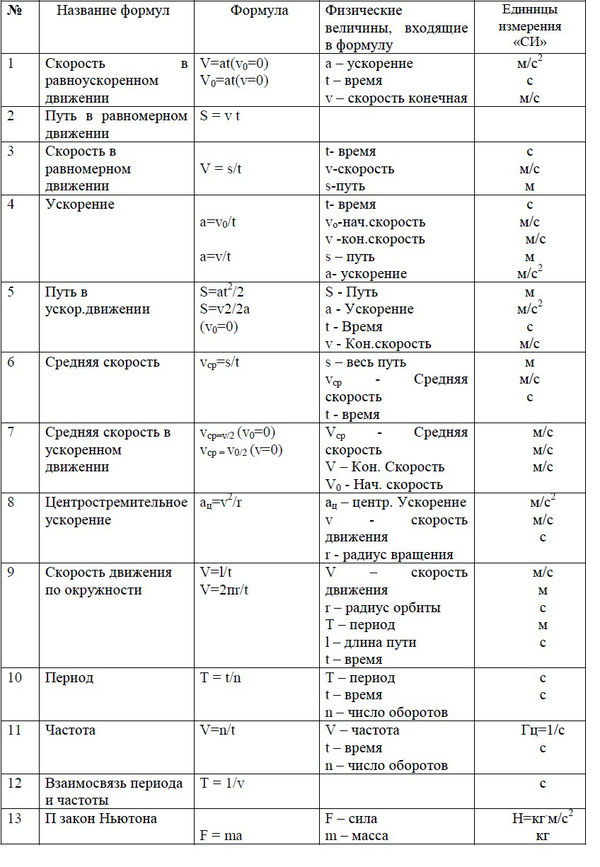 № Название формул Формула Физические величины, входящие в формулу Единицы измерения «СИ»
1 Скорость в равноускоренном движении V=at(v₀=0) V₀=at(v=0) a – ускорение t – время v – скорость конечная м/с² с м/с
2 Путь в равномерном движении S = v t
3 Скорость в равномерном движении V = s/t t- время v-скорость s-путь с м/с м
4 Ускорение a=v₀/t a=v/t t- время v₀-нач.скорость v -кон.скорость s – путь a- ускорение с м/с м/с м м/с²
5 Путь в ускор.движении S=at²/2 S=v2/2a (v₀=0) S - Путь a - Ускорение t - Время v - Кон.скорость м м/с² с м/с
6 Средняя скорость vср=s/t s – весь путь vср - Средняя скорость t - время м м/с с
7 Средняя скорость в ускоренном движении vср=v/2 (v₀=0) vср = v0/2 (v=0) Vср - Средняя скорость V – Кон. Скорость V₀ - Нач. скорость м/с м/с м/с
8 Центростремительное ускорение aц=v²/r aц – центр. Ускорение v - скорость движения r - радиус вращения м/с² м/с с
9 Скорость движения по окружности V=l/t V=2πr/t V – скорость движения r – радиус орбиты T – период l – длина пути t – время м/с м с м с
10 Период T = t/n T – период t – время n – число оборотов с с
11 Частота V=n/t V – частота t – время n – число оборотов Гц=1/с с
12 Взаимосвязь периода и частоты T = 1/v с
13 П закон Ньютона F = ma F – сила m – масса Н=кг·м/с² кг